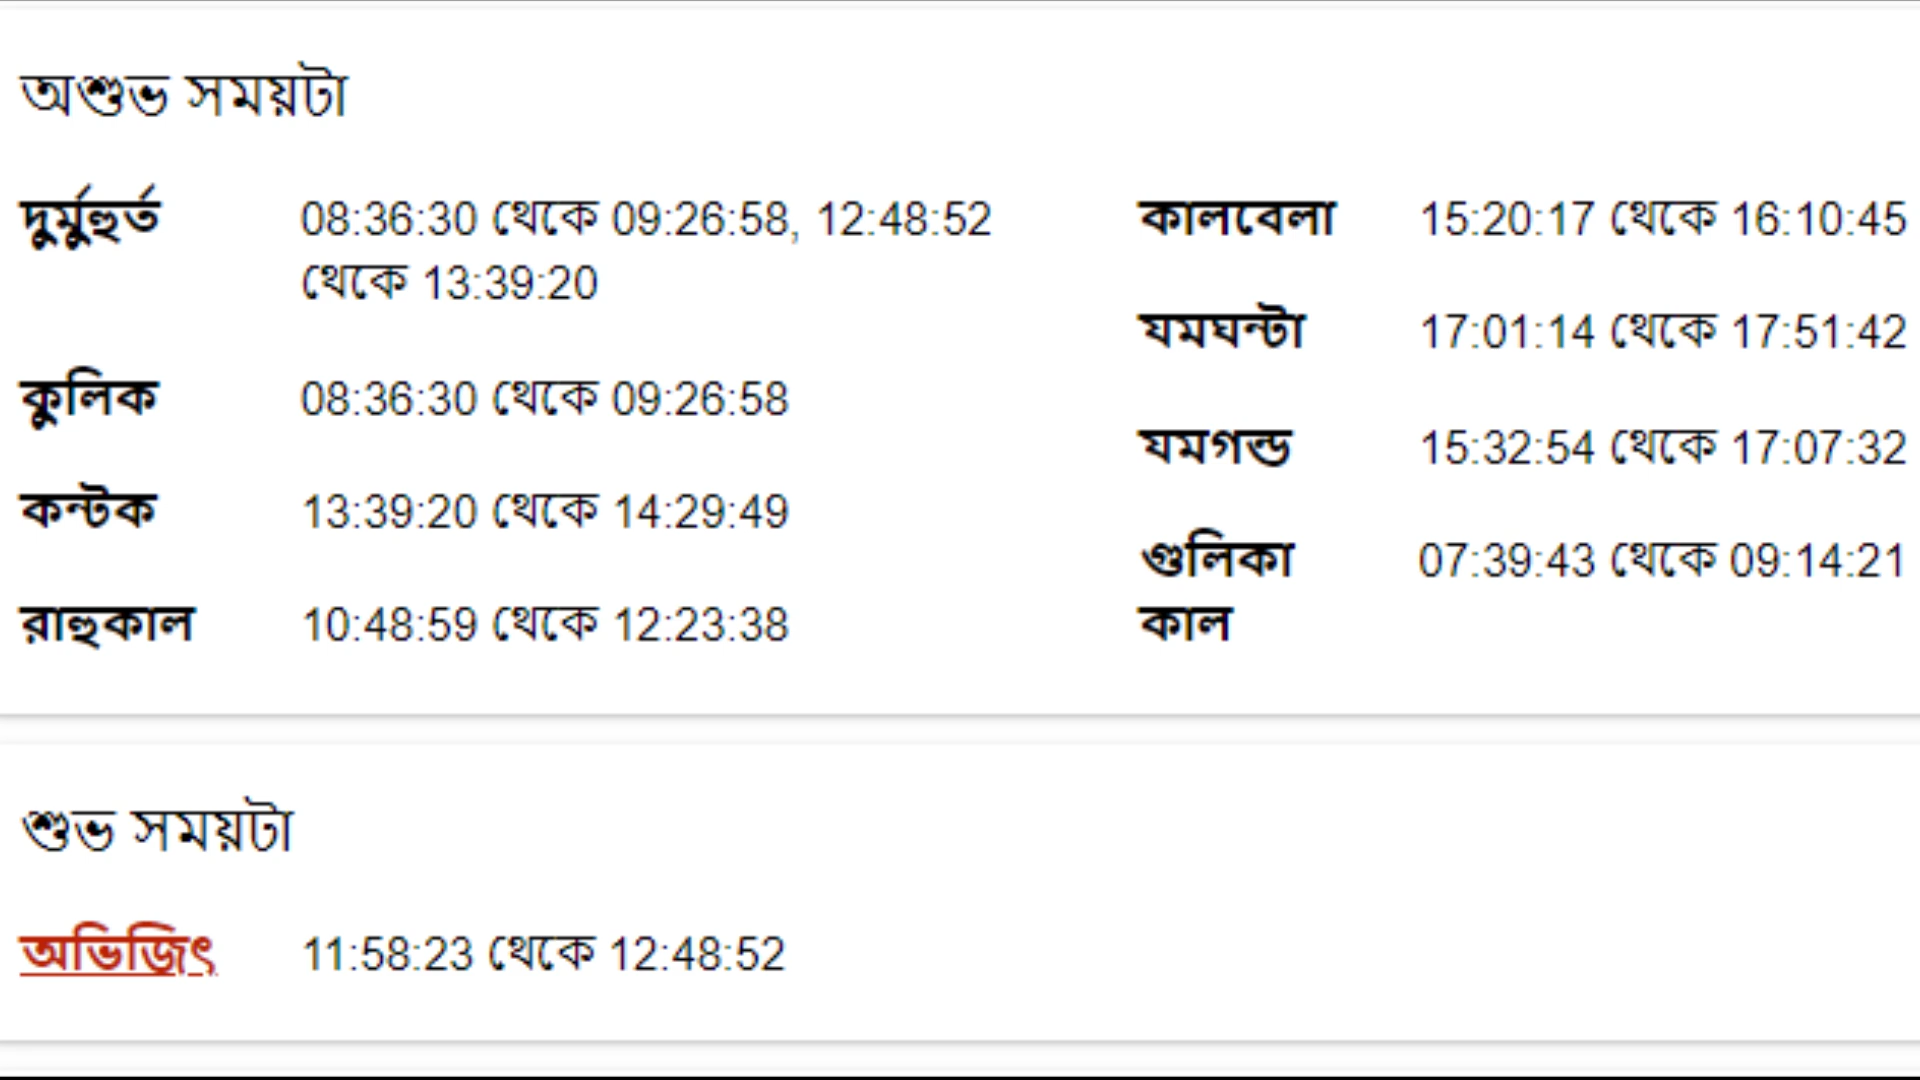 অশুভ সময়টা
দুর্মুহুর্ত 08:36:30 থেকে 09:26:58, 12:48:52
থেকে 13:39:20
কুলিক 08:36:30 থেকে 09:26:58
কন্টক 13:39:20 থেকে 14:29:49
রাহুকাল 10:48:59 থেকে 12:23:38
কালবেলা 15:20:17 থেকে 16:10:45
যমঘন্টা 17:01:14 থেকে 17:51:42
যমগন্ড 15:32:54 থেকে 17:07:32
গুলিকা 07:39:43 থেকে 09:14:21
কাল
শুভ সময়টা
অভিজিৎ 11:58:23 থেকে 12:48:52